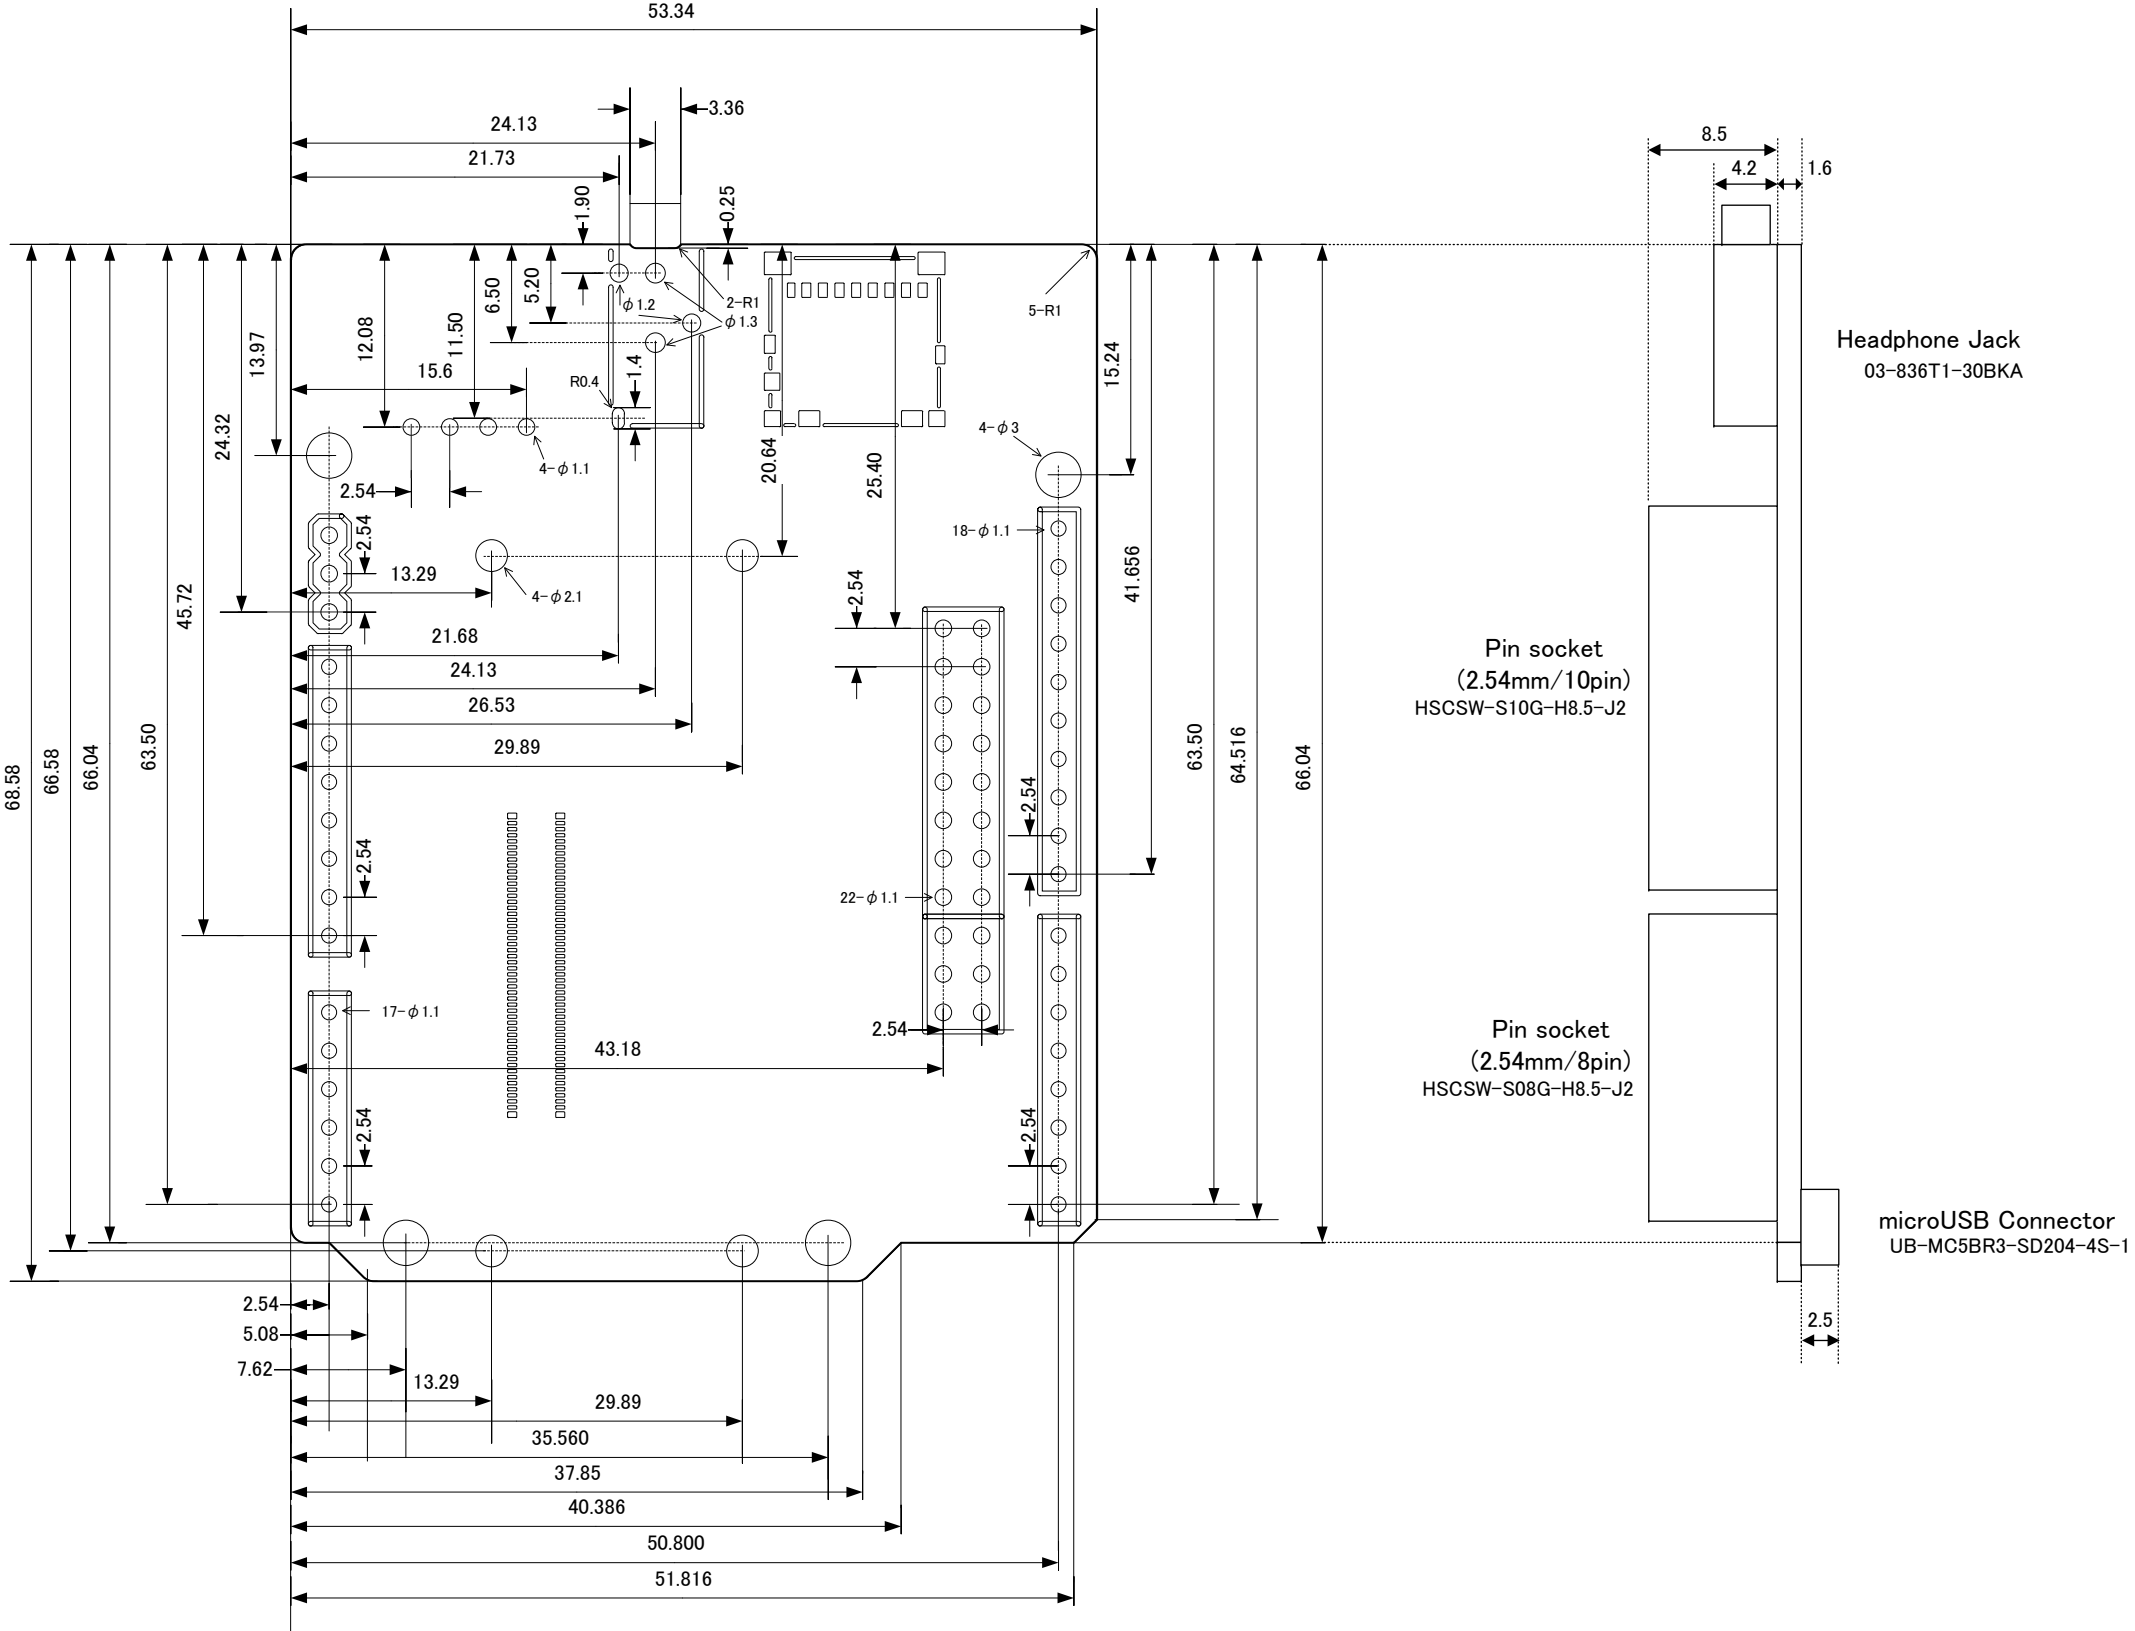 53.34
3.36
24.13
21.73
8.5
4.2
1.6
1.90
0.25
φ1.2
2-R1
φ1.3
5-R1
5.20
6.50
11.50
12.08
13.97
15.6
R0.4
1.4
15.24
Headphone Jack
03-836T1-30BKA
24.32
4-φ1.1
2.54
20.64
25.40
4-φ3
2.54
18-φ1.1
13.29
4-φ2.1
2.54
41.656
45.72
21.68
24.13
26.53
29.89
Pin socket
(2.54mm/10pin)
HSCSW-S10G-H8.5-J2
68.58
66.58
66.04
63.50
63.50
64.516
66.04
2.54
2.54
22-φ1.1
17-φ1.1
2.54
43.18
2.54
2.54
Pin socket
(2.54mm/8pin)
HSCSW-S08G-H8.5-J2
microUSB Connector
UB-MC5BR3-SD204-4S-1
2.54
5.08
2.5
7.62
13.29
29.89
35.560
37.85
40.386
50.800
51.816